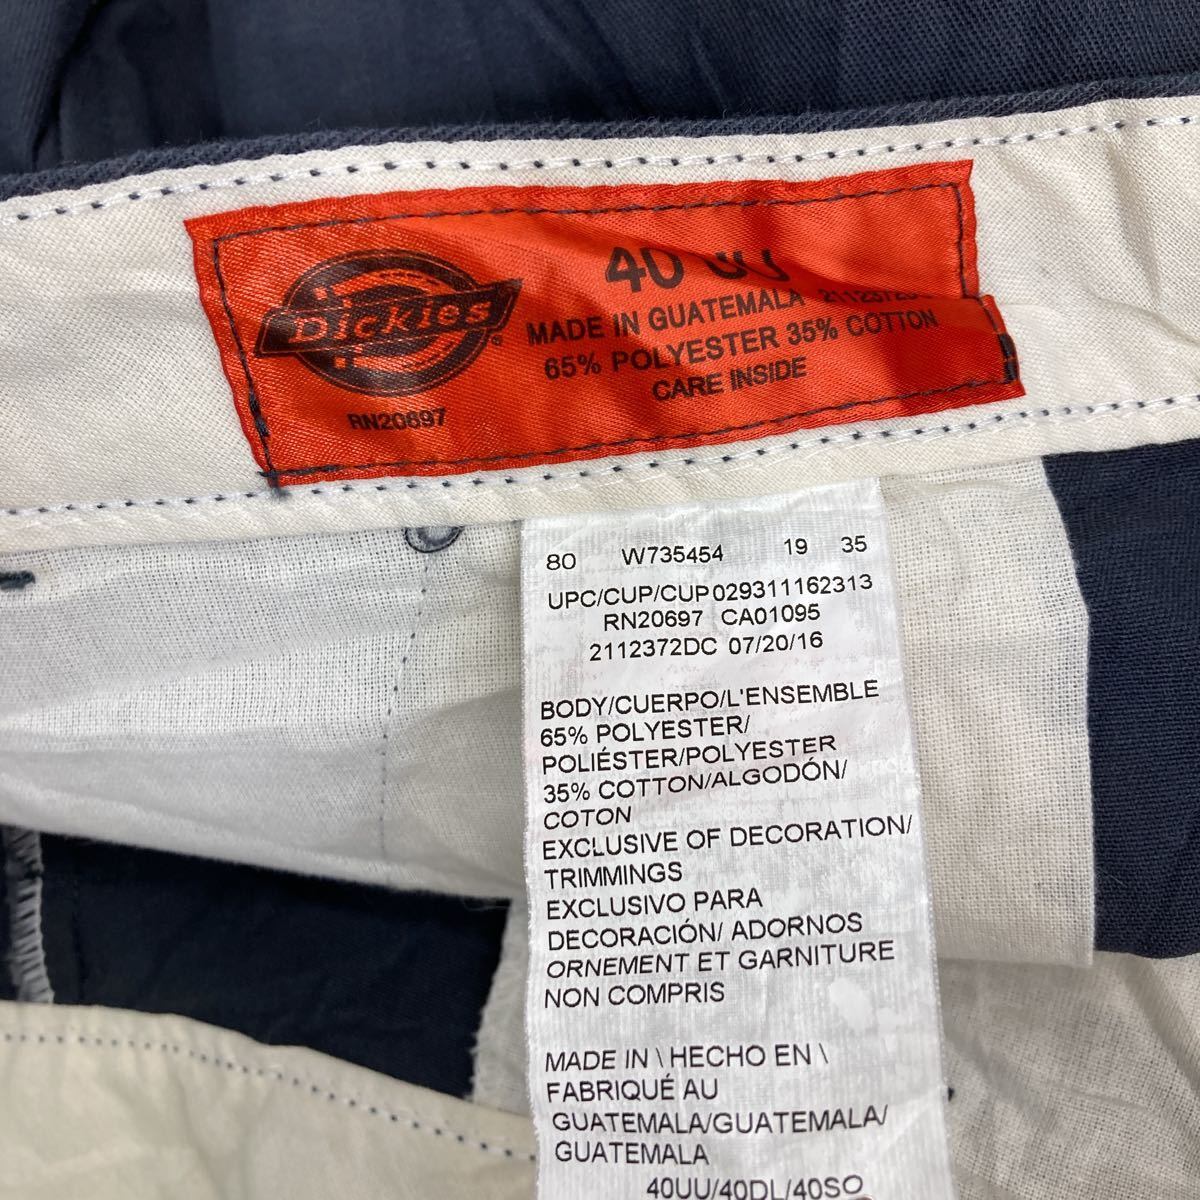 40 UU
Dickies
MADE IN GUATEMALA 2112372DC
65% POLYESTER 35% COTTON
CARE INSIDE
RN20697
80 W735454 19 35
UPC/CUP/CUP029311162313
RN20697 CA01095
2112372DC 07/20/16
BODY/CUERPO/L'ENSEMBLE
65% POLYESTER/
POLIÉSTER/POLYESTER
35% COTTON/ALGODÓN/
COTON
EXCLUSIVE OF DECORATION/
TRIMMINGS
EXCLUSIVO PARA
DECORACIÓN/ ADORNOS
ORNEMENT ET GARNITURE
NON COMPRIS
MADE IN \ HECHO EN \
FABRIQUÉ AU
GUATEMALA/GUATEMALA/
GUATEMALA
40UU/40DL/40SO